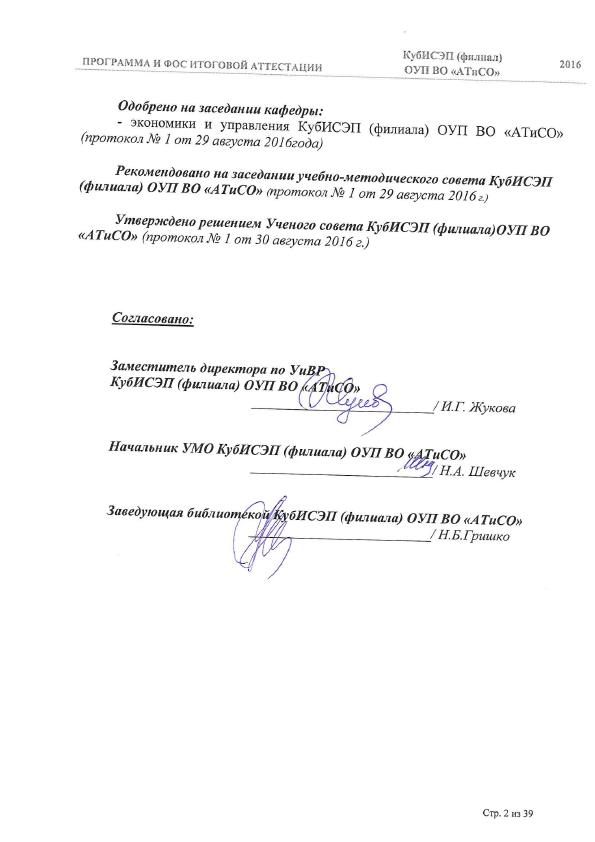 ПРОГРАММА И ФОС ИТОГОВОЙ АТТЕСТАЦИИ
КубИСЭП (филиал)
ОУП ВО «АТиСО»
2016
Одобрено на заседании кафедры:
- экономики и управления КубИСЭП (филиала) ОУП ВО «АТиСО»
(протокол № 1 от 29 августа 2016года)
Рекомендовано на заседании учебно-методического совета КубИСЭП
(филиала) ОУП ВО «АТиСО» (протокол № 1 от 29 августа 2016 г.)
Утверждено решением Ученого совета КубИСЭП (филиала)ОУП ВО
«АТиСО» (протокол № 1 от 30 августа 2016 г.)
Согласовано:
Заместитель директора по УиВР
КубИСЭП (филиала) ОУП ВО «АТиСО»
/ И.Г. Жукова
Начальник УМО КубИСЭП (филиала) ОУП ВО «АТиСО»
/ Н.А. Шевчук
Заведующая библиотекой КубИСЭП (филиала) ОУП ВО «АТиСО»
/ Н.Б.Гришко
Стр. 2 из 39